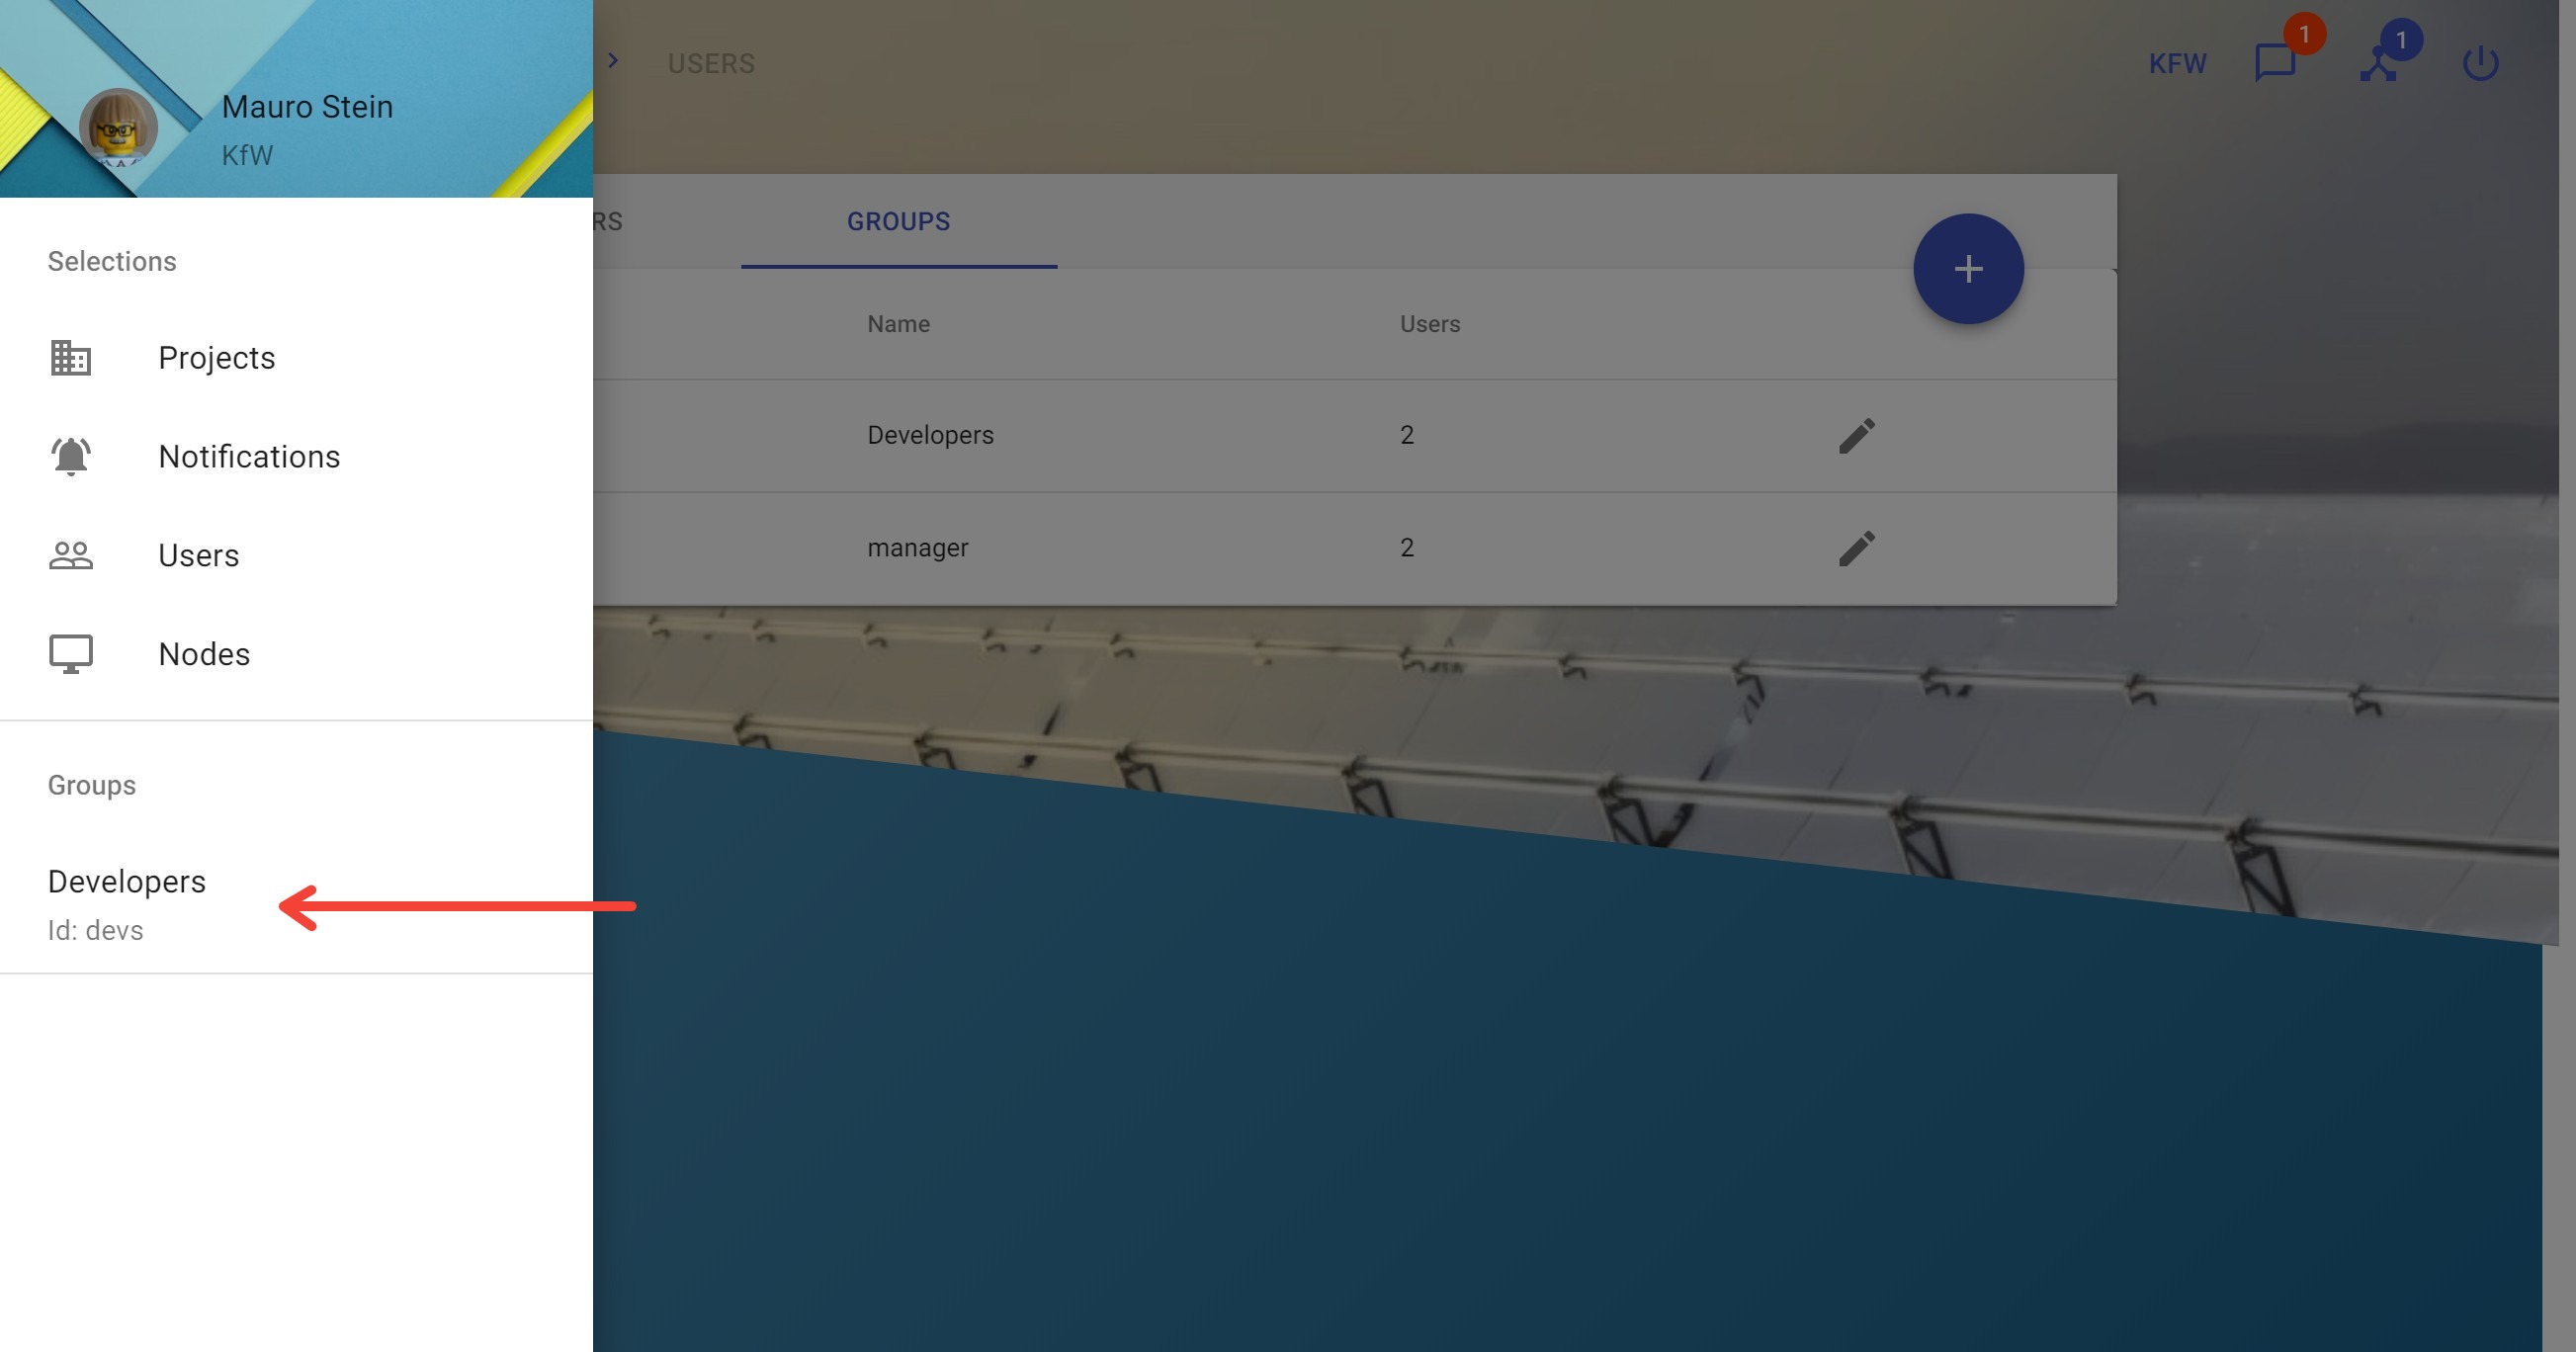 Mauro Stein
KfW
Selections
Projects
Notifications
Users
Nodes
Groups
Developers
Id: devs
USERS
KFW
1
1
RS
GROUPS
Name Users
Developers 2
manager 2